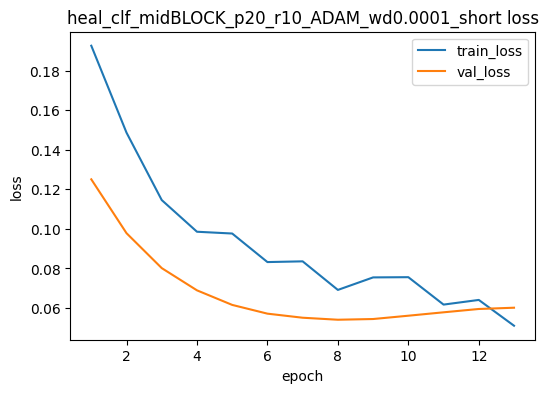 heal_clf_midBLOCK_p20_r10_ADAM_wd0.0001_short loss
train_loss
val_loss
0.18
0.16
0.14
0.12
0.10
0.08
0.06
loss
2
4
6
8
10
12
epoch